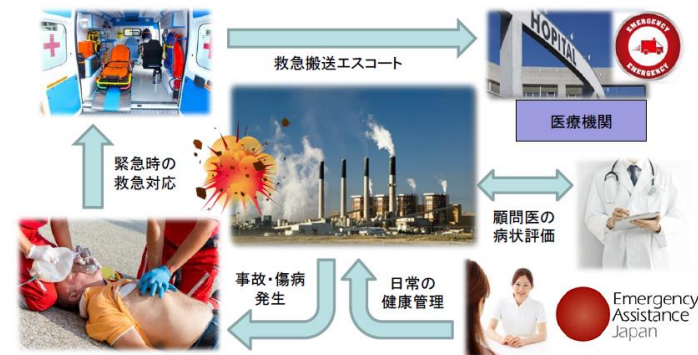 救急搬送エスコート
HOPITAL
EMERGENCY
EMERGENCY
医療機関
緊急時の
救急対応
顧問医の
病状評価
事故・傷病
発生
日常の
健康管理
Emergency
Assistance
Japan